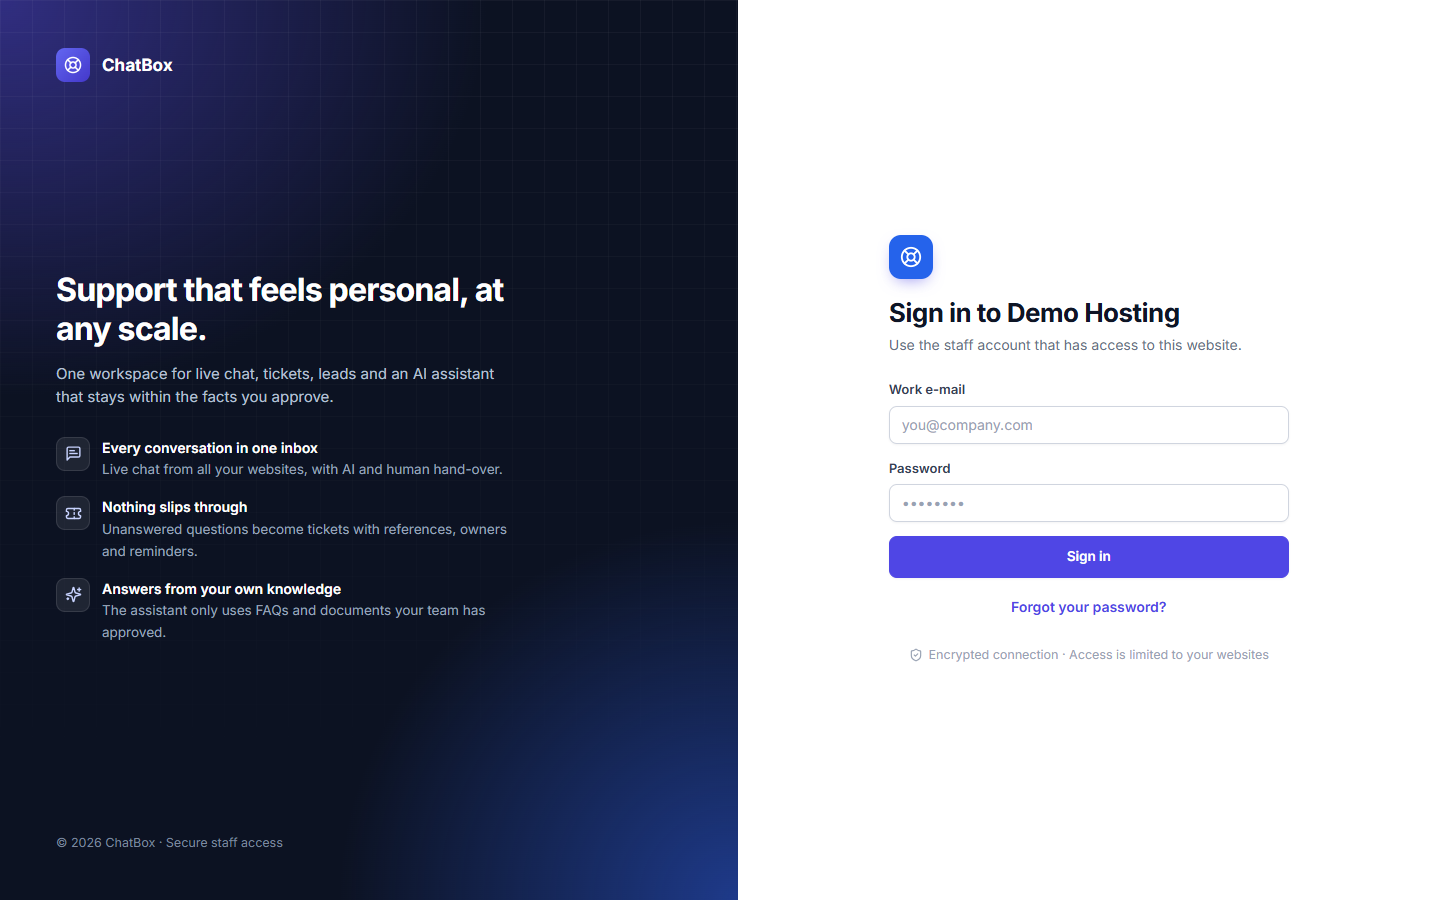 ChatBox
Support that feels personal, at
any scale.
One workspace for live chat, tickets, leads and an AI assistant
that stays within the facts you approve.
Every conversation in one inbox
Live chat from all your websites, with AI and human hand-over.
Nothing slips through
Unanswered questions become tickets with references, owners
and reminders.
Answers from your own knowledge
The assistant only uses FAQs and documents your team has
approved.
© 2026 ChatBox · Secure staff access
Sign in to Demo Hosting
Use the staff account that has access to this website.
Work e-mail
you@company.com
Password
••••••••
Sign in
Forgot your password?
Encrypted connection · Access is limited to your websites